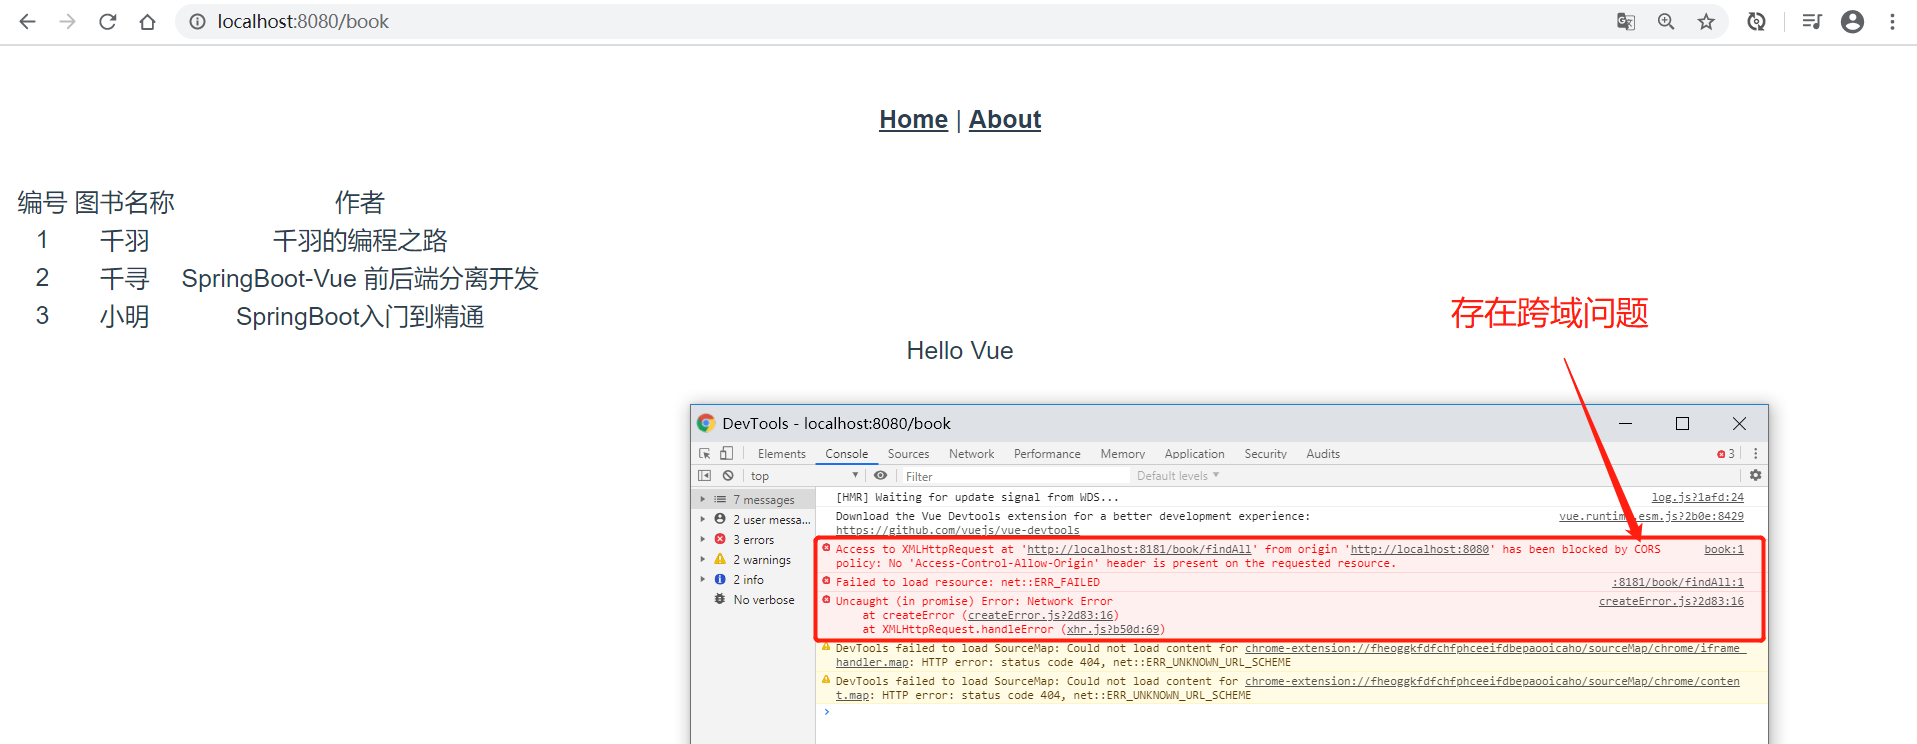 localhost:8080/book
Home | About
编号 图书名称 作者
1 千羽 千羽的编程之路
2 千寻 SpringBoot-Vue 前后端分离开发
3 小明 SpringBoot入门到精通
Hello Vue
存在跨域问题
DevTools - localhost:8080/book
Elements Console Sources Network Performance Memory Application Security Audits 3
top Filter Default levels
7 messages
2 user messa...
3 errors
2 warnings
2 info
No verbose
[HMR] Waiting for update signal from WDS... log.js?1afd:24
Download the Vue Devtools extension for a better development experience: vue.runtime.esm.js?2b0e:8429
https://github.com/vuejs/vue-devtools
Access to XMLHttpRequest at 'http://localhost:8181/book/findAll' from origin 'http://localhost:8080' has been blocked by CORS book:1
policy: No 'Access-Control-Allow-Origin' header is present on the requested resource.
Failed to load resource: net::ERR_FAILED :8181/book/findAll:1
Uncaught (in promise) Error: Network Error createError.js?2d83:16
at createError (createError.js?2d83:16)
at XMLHttpRequest.handleError (xhr.js?b50d:69)
DevTools failed to load SourceMap: Could not load content for chrome-extension://fheoggkfdfchfphceeifdbepaooicaho/sourceMap/chrome/iframe_
handler.map: HTTP error: status code 404, net::ERR_UNKNOWN_URL_SCHEME
DevTools failed to load SourceMap: Could not load content for chrome-extension://fheoggkfdfchfphceeifdbepaooicaho/sourceMap/chrome/conten
t.map: HTTP error: status code 404, net::ERR_UNKNOWN_URL_SCHEME